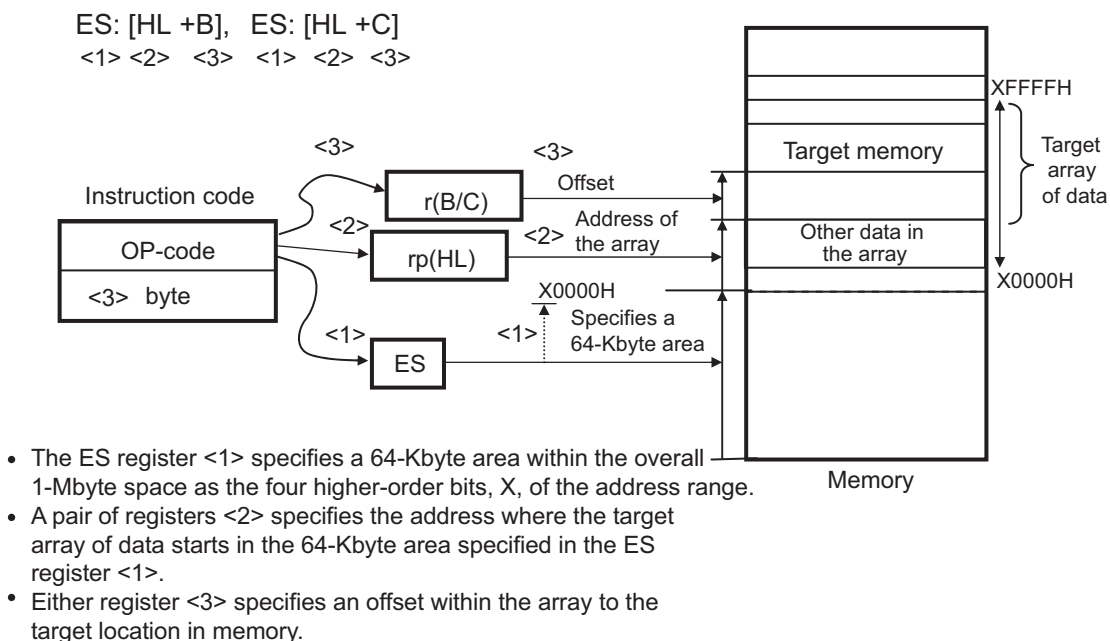 ES: [HL +B], ES: [HL +C]
<1> <2> <3> <1> <2> <3>
XFFFFH
<3>
<3>
Target memory
Target
array
of data
Instruction code
r(B/C)
Offset
OP-code
<2>
rp(HL)
<2>
Address of
the array
Other data in
the array
<3> byte
X0000H
X0000H
<1>
ES
<1>
Specifies a
64-Kbyte area
Memory
• The ES register <1> specifies a 64-Kbyte area within the overall
1-Mbyte space as the four higher-order bits, X, of the address range.
• A pair of registers <2> specifies the address where the target
array of data starts in the 64-Kbyte area specified in the ES
register <1>.
• Either register <3> specifies an offset within the array to the
target location in memory.